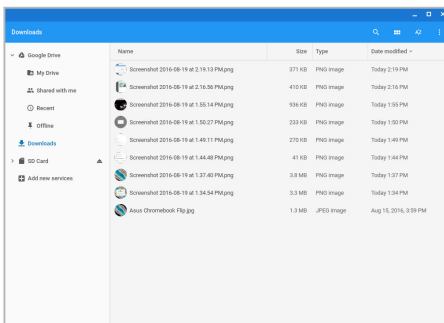 Downloads
Google Drive
My Drive
Shared with me
Recent
Offline
Downloads
SD Card
Add new services
Name Size Type Date modified
Screenshot 2016-08-19 at 2.19.13 PM.png 371 KB PNG image Today 2:19 PM
Screenshot 2016-08-19 at 2.16.56 PM.png 410 KB PNG image Today 2:16 PM
Screenshot 2016-08-19 at 1.55.14 PM.png 936 KB PNG image Today 1:55 PM
Screenshot 2016-08-19 at 1.50.27 PM.png 233 KB PNG image Today 1:50 PM
Screenshot 2016-08-19 at 1.49.11 PM.png 270 KB PNG image Today 1:49 PM
Screenshot 2016-08-19 at 1.44.48 PM.png 41 KB PNG image Today 1:44 PM
Screenshot 2016-08-19 at 1.37.40 PM.png 3.8 MB PNG image Today 1:37 PM
Screenshot 2016-08-19 at 1.34.54 PM.png 3.3 MB PNG image Today 1:34 PM
Asus Chromebook Flip.jpg 1.3 MB JPEG image Aug 15, 2016, 3:59 PM